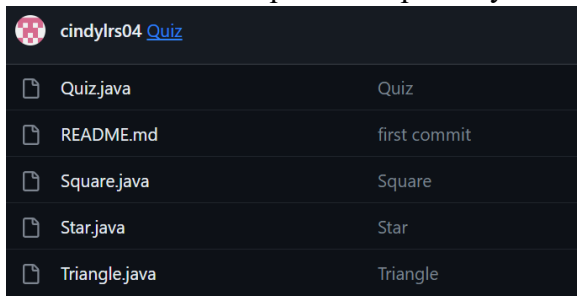 cindylrs04 Quiz
Quiz.java Quiz
README.md first commit
Square.java Square
Star.java Star
Triangle.java Triangle